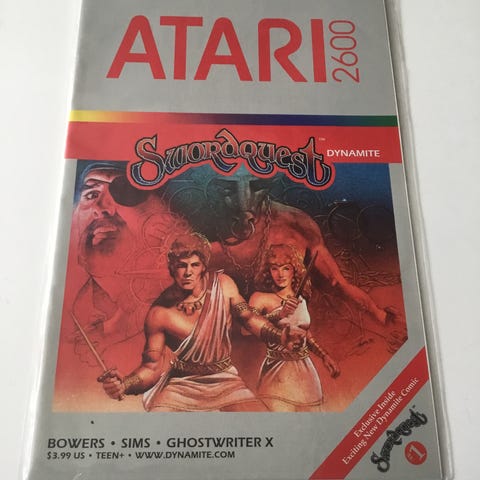 ATARI
2600
Swordquest™
DYNAMITE
Exclusive Inside
Exciting New Dynamite Comic
Swordquest
#1
BOWERS • SIMS • GHOSTWRITER X
$3.99 US • TEEN+ • WWW.DYNAMITE.COM